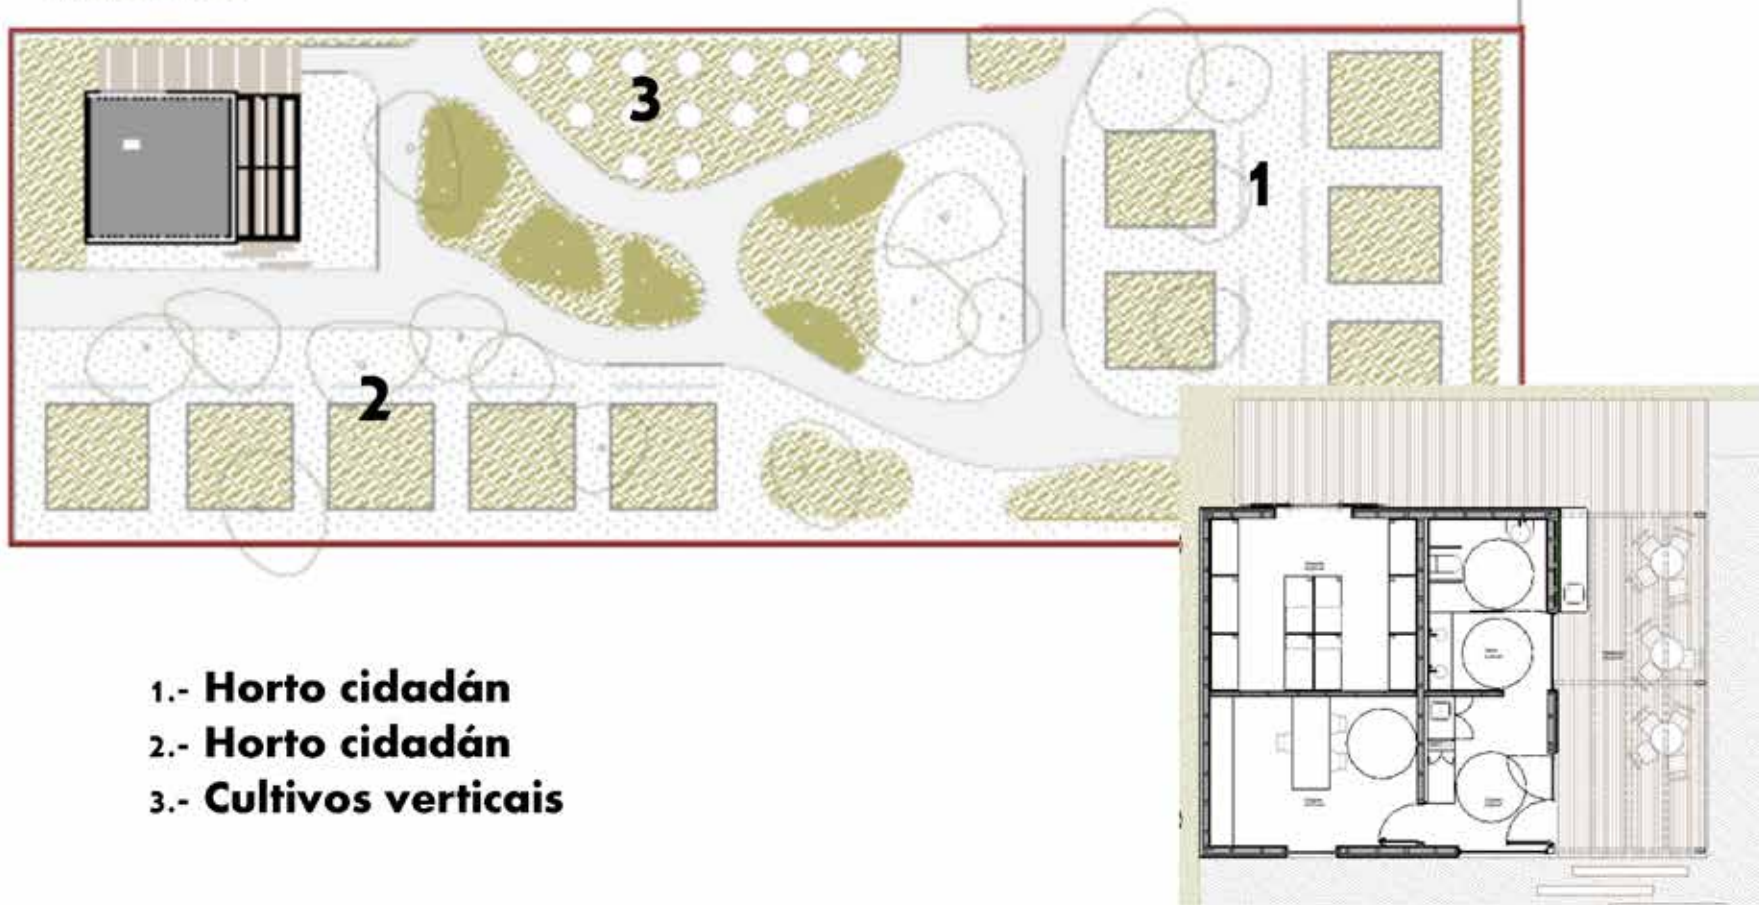 3
1
2
1.- Horto cidadán
2.- Horto cidadán
3.- Cultivos verticais